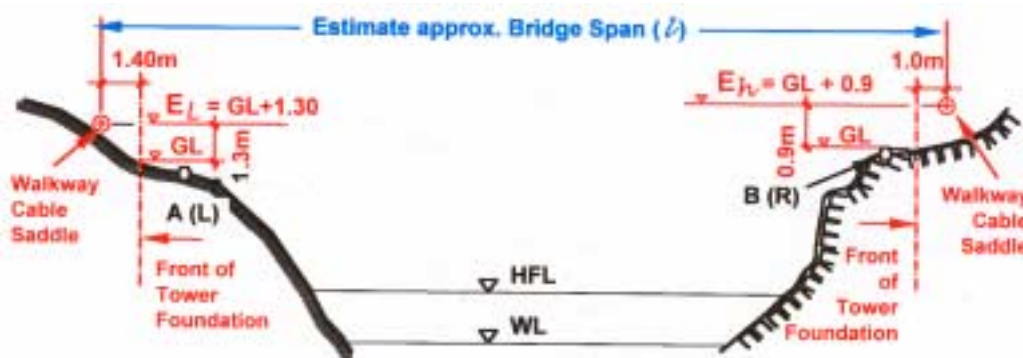 Estimate approx. Bridge Span (l)
1.40m
1.0m
E_L = GL+1.30
E_h = GL + 0.9
GL
GL
1.3m
0.9m
Walkway
Cable
Saddle
A (L)
B (R)
Walkway
Cable
Saddle
Front of
Tower
Foundation
Front
of
Tower
Foundation
HFL
WL